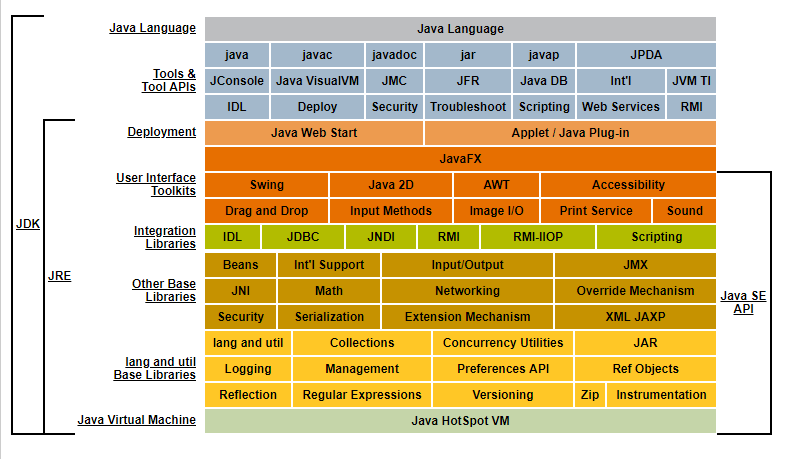 Java Language Java Language
java javac javadoc jar javap JPDA
Tools & Tool APIs JConsole Java VisualVM JMC JFR Java DB Int'l JVM TI
IDL Deploy Security Troubleshoot Scripting Web Services RMI
Deployment Java Web Start Applet / Java Plug-in
JavaFX
User Interface Toolkits Swing Java 2D AWT Accessibility
Drag and Drop Input Methods Image I/O Print Service Sound
JDK
Integration Libraries IDL JDBC JNDI RMI RMI-IIOP Scripting
JRE
Beans Int'l Support Input/Output JMX
Other Base Libraries JNI Math Networking Override Mechanism
Java SE API
Security Serialization Extension Mechanism XML JAXP
lang and util Collections Concurrency Utilities JAR
lang and util Base Libraries Logging Management Preferences API Ref Objects
Reflection Regular Expressions Versioning Zip Instrumentation
Java Virtual Machine Java HotSpot VM